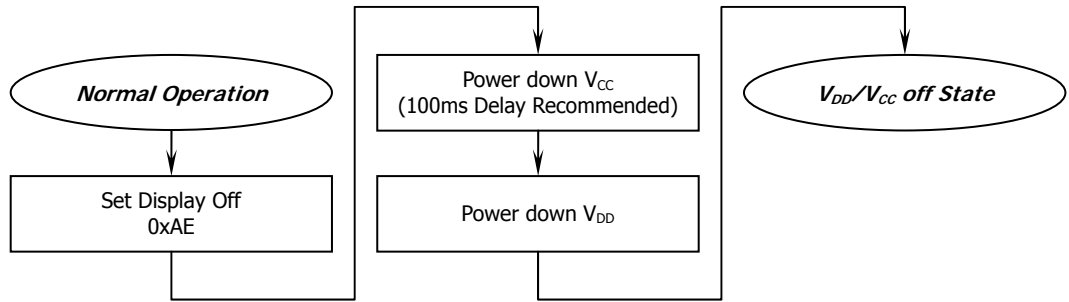 Normal Operation
Set Display Off
0xAE
Power down VCC
(100ms Delay Recommended)
Power down VDD
VDD/VCC off State